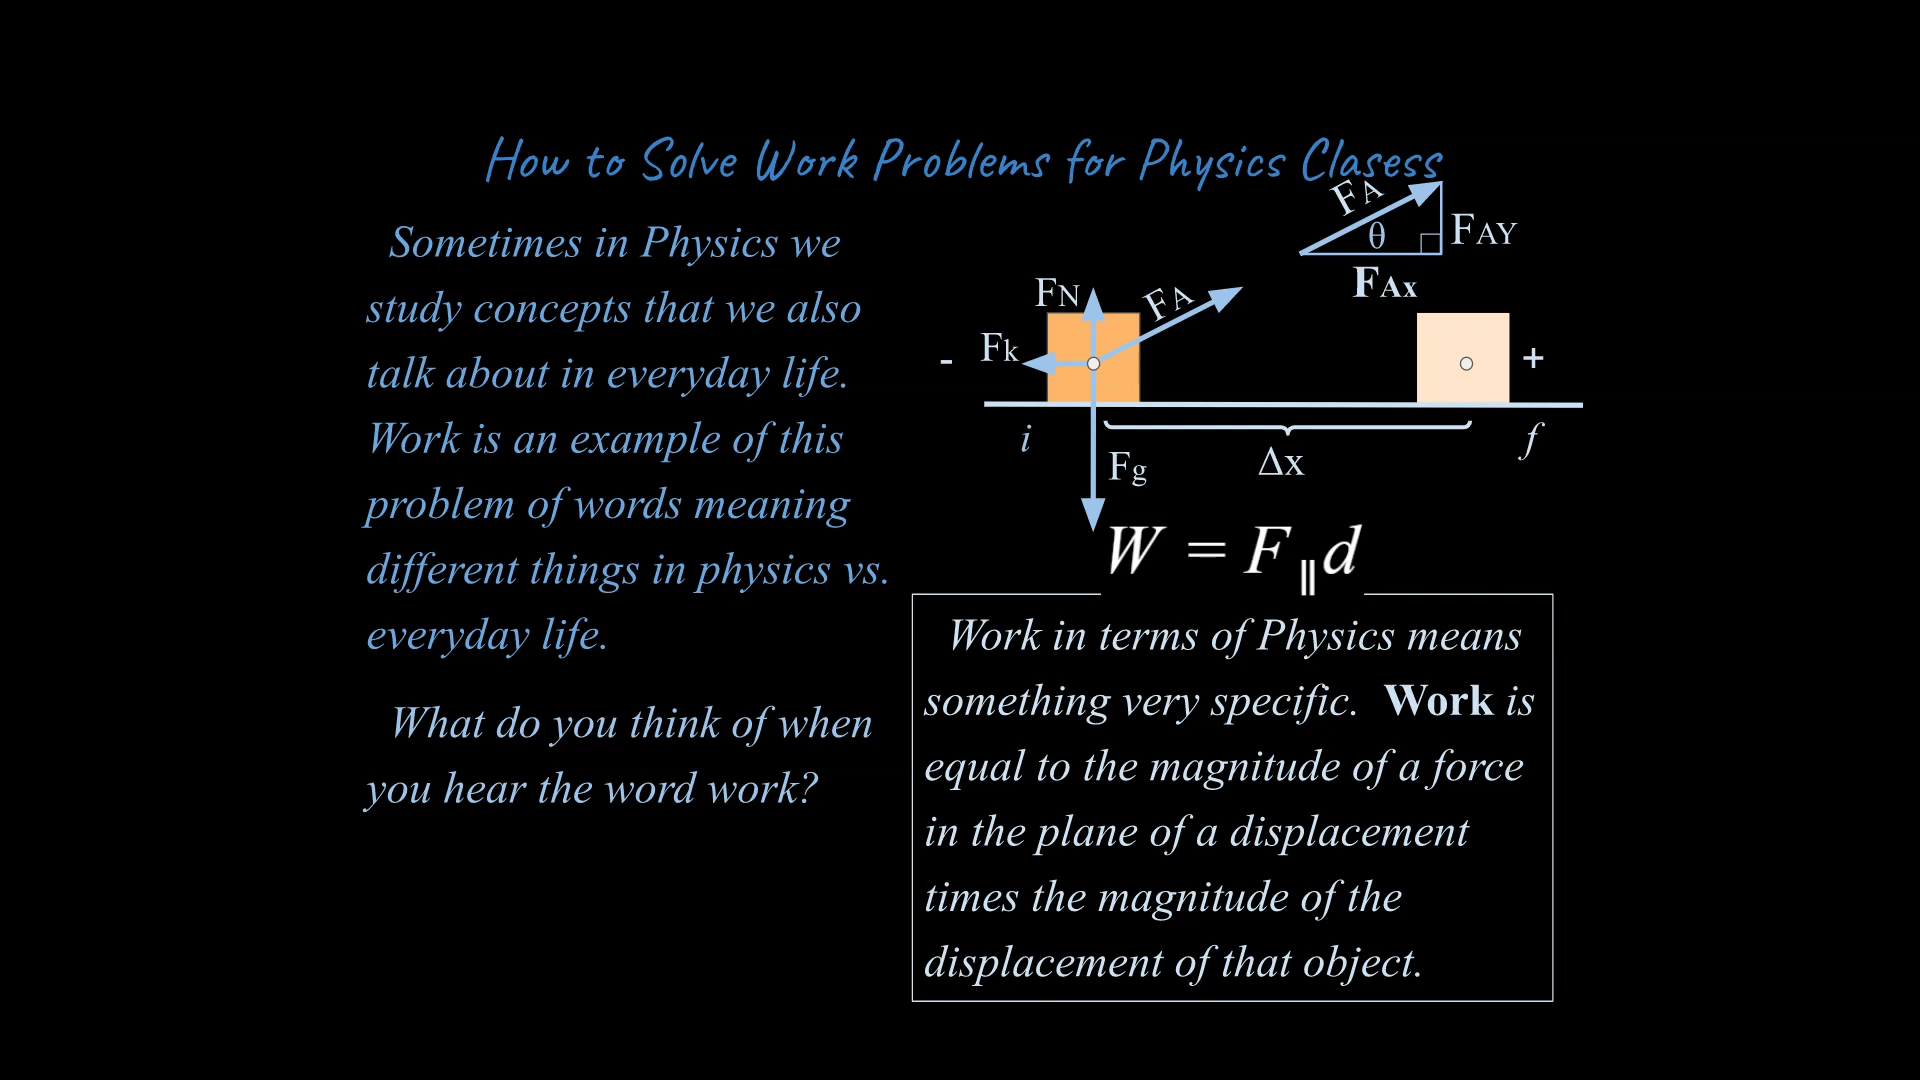 How to Solve Work Problems for Physics Clasess
Sometimes in Physics we
study concepts that we also
talk about in everyday life.
Work is an example of this
problem of words meaning
different things in physics vs.
everyday life.
What do you think of when
you hear the word work?
FA
θ
FAY
FAx
FN
FA
Fk
-
+
i
Fg
Δx
f
W = F∥d
Work in terms of Physics means
something very specific. Work is
equal to the magnitude of a force
in the plane of a displacement
times the magnitude of the
displacement of that object.